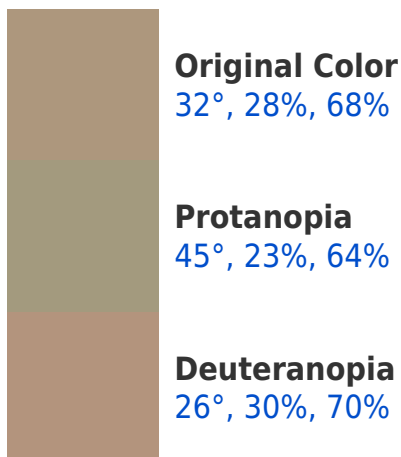 Original Color
32°, 28%, 68%
Protanopia
45°, 23%, 64%
Deuteranopia
26°, 30%, 70%